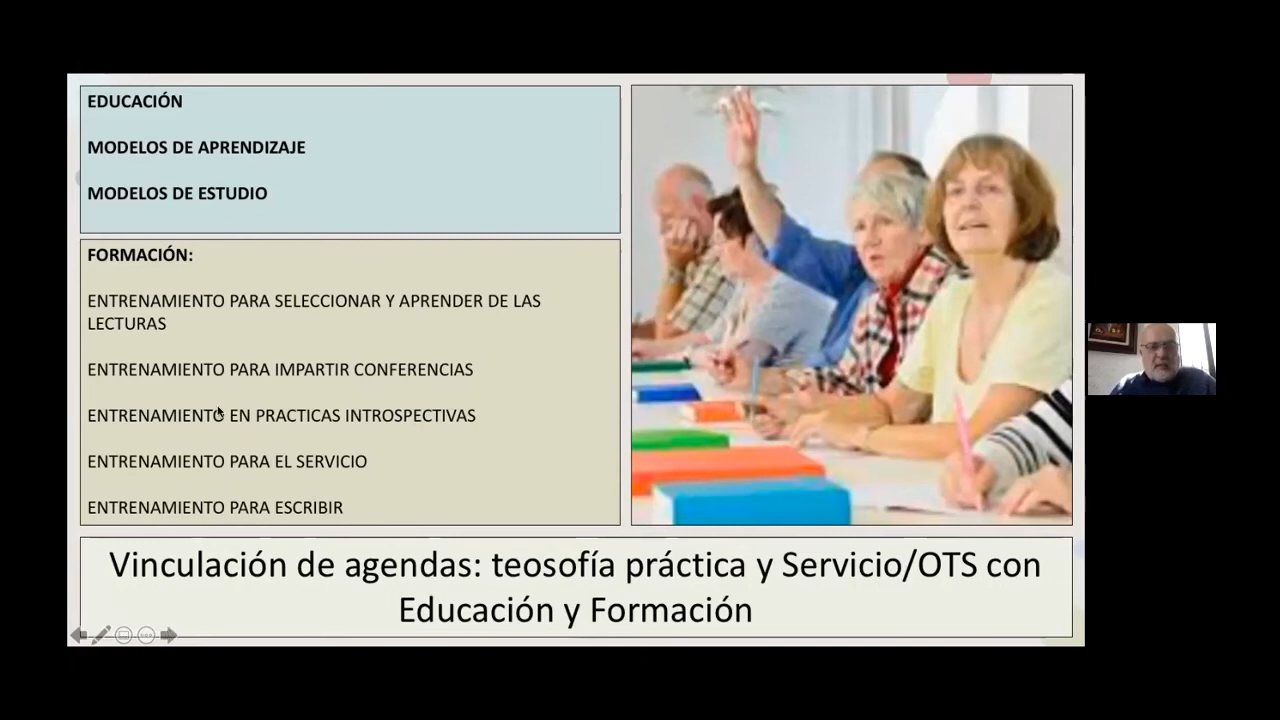 EDUCACIÓN
MODELOS DE APRENDIZAJE
MODELOS DE ESTUDIO
FORMACIÓN:
ENTRENAMIENTO PARA SELECCIONAR Y APRENDER DE LAS
LECTURAS
ENTRENAMIENTO PARA IMPARTIR CONFERENCIAS
ENTRENAMIENTO EN PRACTICAS INTROSPECTIVAS
ENTRENAMIENTO PARA EL SERVICIO
ENTRENAMIENTO PARA ESCRIBIR
Vinculación de agendas: teosofía práctica y Servicio/OTS con
Educación y Formación